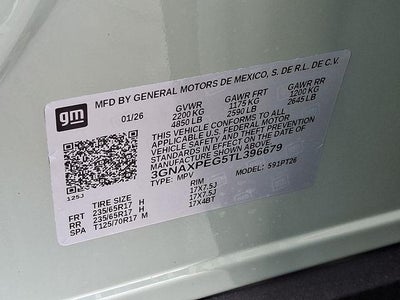 gm
MFD BY GENERAL MOTORS DE MEXICO, S. DE R.L. DE C.V.
01/26 GVWR GAWR FRT GAWR RR
2200 KG 1175 KG 1200 KG
4850 LB 2590 LB 2645 LB
THIS VEHICLE CONFORMS TO ALL
APPLICABLE U.S. FEDERAL MOTOR
VEHICLE SAFETY AND THEFT PREVENTION
STANDARDS IN EFFECT ON THE DATE OF
MANUFACTURE SHOWN ABOVE.
3GNAXPEG5TL396679
TYPE: MPV MODEL: 591PT26
125J
TIRE SIZE RIM
FRT 235/65R17 H 17X7.5J
RR 235/65R17 H 17X7.5J
SPA T125/70R17 M 17X4BT